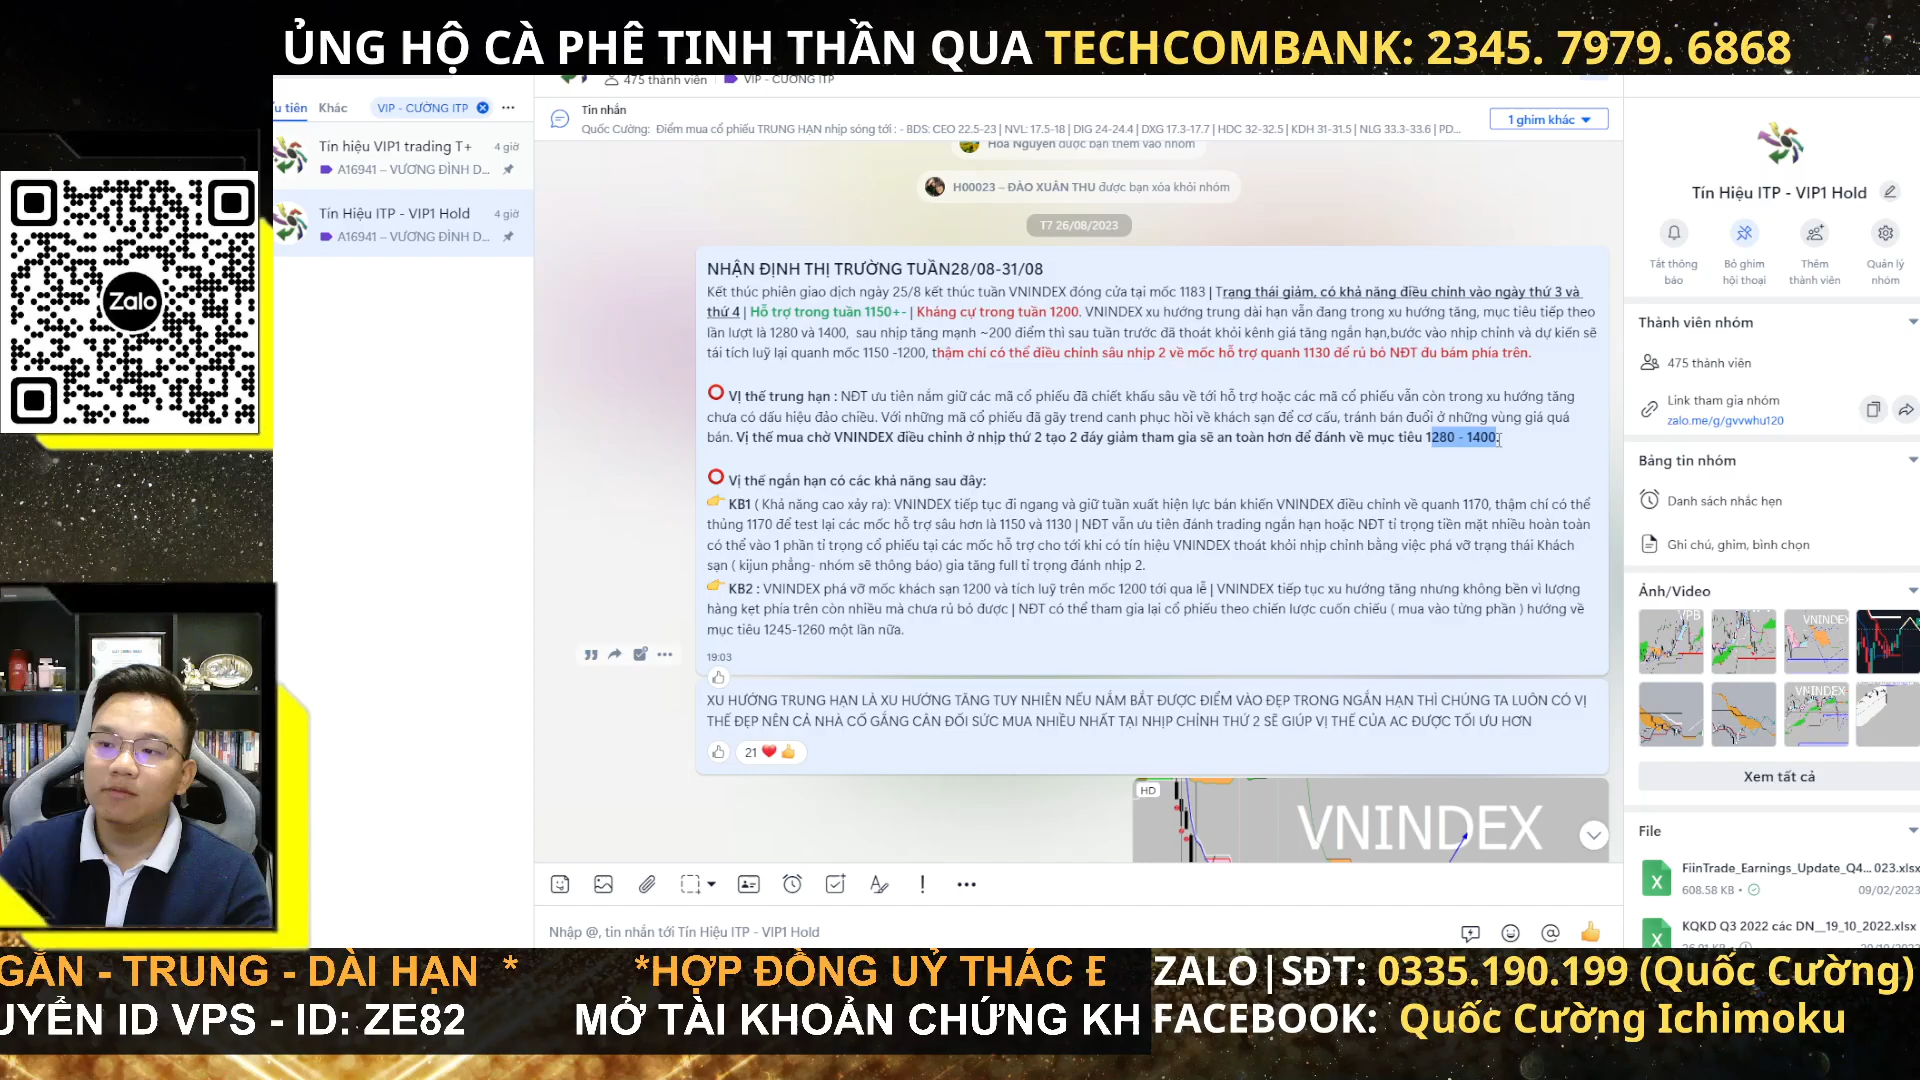 ỦNG HỘ CÀ PHÊ TINH THẦN QUA TECHCOMBANK: 2345. 7979. 6868
475 thành viên | VIP - CƯỜNG ITP
u tiên Khác VIP - CƯỜNG ITP
Tín hiệu VIP1 trading T+ 4 giờ
A16941 – VƯƠNG ĐÌNH D...
Tín Hiệu ITP - VIP1 Hold 4 giờ
A16941 – VƯƠNG ĐÌNH D...
Zalo
Tin nhắn
Quốc Cường: Điểm mua cổ phiếu TRUNG HẠN nhịp sóng tới : - BDS: CEO 22.5-23 | NVL: 17.5-18 | DIG 24-24.4 | DXG 17.3-17.7 | HDC 32-32.5 | KDH 31-31.5 | NLG 33.3-33.6 | PD...
1 ghim khác
Hoa Nguyen được bạn thêm vào nhóm
H00023 – ĐÀO XUÂN THU được bạn xóa khỏi nhóm
T7 26/08/2023
NHẬN ĐỊNH THỊ TRƯỜNG TUẦN28/08-31/08
Kết thúc phiên giao dịch ngày 25/8 kết thúc tuần VNINDEX đóng cửa tại mốc 1183 | Trạng thái giảm, có khả năng điều chỉnh vào ngày thứ 3 và
thứ 4 | Hỗ trợ trong tuần 1150+- | Kháng cự trong tuần 1200. VNINDEX xu hướng trung dài hạn vẫn đang trong xu hướng tăng, mục tiêu tiếp theo
lần lượt là 1280 và 1400, sau nhịp tăng mạnh ~200 điểm thì sau tuần trước đã thoát khỏi kênh giá tăng ngắn hạn,bước vào nhịp chỉnh và dự kiến sẽ
tái tích luỹ lại quanh mốc 1150 -1200, thậm chí có thể điều chỉnh sâu nhịp 2 về mốc hỗ trợ quanh 1130 để rủ bỏ NĐT đu bám phía trên.
Vị thế trung hạn : NĐT ưu tiên nắm giữ các mã cổ phiếu đã chiết khấu sâu về tới hỗ trợ hoặc các mã cổ phiếu vẫn còn trong xu hướng tăng
chưa có dấu hiệu đảo chiều. Với những mã cổ phiếu đã gãy trend canh phục hồi về khách sạn để cơ cấu, tránh bán đuổi ở những vùng giá quá
bán. Vị thế mua chờ VNINDEX điều chỉnh ở nhịp thứ 2 tạo 2 đáy giảm tham gia sẽ an toàn hơn để đánh về mục tiêu 1280 - 1400.
Vị thế ngắn hạn có các khả năng sau đây:
KB1 ( Khả năng cao xảy ra): VNINDEX tiếp tục đi ngang và giữ tuần xuất hiện lực bán khiến VNINDEX điều chỉnh về quanh 1170, thậm chí có thể
thủng 1170 để test lại các mốc hỗ trợ sâu hơn là 1150 và 1130 | NĐT vẫn ưu tiên đánh trading ngắn hạn hoặc NĐT tỉ trọng tiền mặt nhiều hoàn toàn
có thể vào 1 phần tỉ trọng cổ phiếu tại các mốc hỗ trợ cho tới khi có tín hiệu VNINDEX thoát khỏi nhịp chỉnh bằng việc phá vỡ trạng thái Khách
sạn ( kijun phẳng- nhóm sẽ thông báo) gia tăng full tỉ trọng đánh nhịp 2.
KB2 : VNINDEX phá vỡ mốc khách sạn 1200 và tích luỹ trên mốc 1200 tới qua lễ | VNINDEX tiếp tục xu hướng tăng nhưng không bền vì lượng
hàng kẹt phía trên còn nhiều mà chưa rủ bỏ được | NĐT có thể tham gia lại cổ phiếu theo chiến lược cuốn chiếu ( mua vào từng phần ) hướng về
mục tiêu 1245-1260 một lần nữa.
19:03
XU HƯỚNG TRUNG HẠN LÀ XU HƯỚNG TĂNG TUY NHIÊN NẾU NẮM BẮT ĐƯỢC ĐIỂM VÀO ĐẸP TRONG NGẮN HẠN THÌ CHÚNG TA LUÔN CÓ VỊ
THẾ ĐẸP NÊN CẢ NHÀ CỐ GẮNG CÂN ĐỐI SỨC MUA NHIỀU NHẤT TẠI NHỊP CHỈNH THỨ 2 SẼ GIÚP VỊ THẾ CỦA AC ĐƯỢC TỐI ƯU HƠN
21
HD
VNINDEX
Nhập @, tin nhắn tới Tín Hiệu ITP - VIP1 Hold
Tín Hiệu ITP - VIP1 Hold
Tắt thông báo
Bỏ ghim hội thoại
Thêm thành viên
Quản lý nhóm
Thành viên nhóm
475 thành viên
Link tham gia nhóm
zalo.me/g/gvvwhu120
Bảng tin nhóm
Danh sách nhắc hẹn
Ghi chú, ghim, bình chọn
Ảnh/Video
VPB
VNINDEX
VNINDEX
Xem tất cả
File
FiinTrade_Earnings_Update_Q4... 023.xlsx
608.58 KB 09/02/2023
KQKD Q3 2022 các DN__19_10_2022.xlsx
GẮN - TRUNG - DÀI HẠN * *HỢP ĐỒNG UỶ THÁC
UYỂN ID VPS - ID: ZE82 MỞ TÀI KHOẢN CHỨNG KH
ZALO|SĐT: 0335.190.199 (Quốc Cường)
FACEBOOK: Quốc Cường Ichimoku